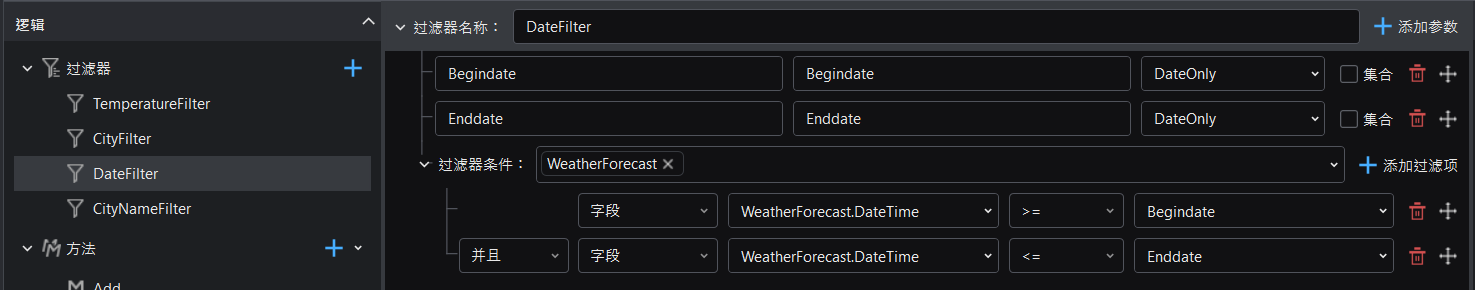 逻辑
过滤器
TemperatureFilter
CityFilter
DateFilter
CityNameFilter
方法
Add
过滤器名称： DateFilter 添加参数
Begindate Begindate DateOnly 集合
Enddate Enddate DateOnly 集合
过滤器条件： WeatherForecast 添加过滤项
字段 WeatherForecast.DateTime >= Begindate
并且 字段 WeatherForecast.DateTime <= Enddate